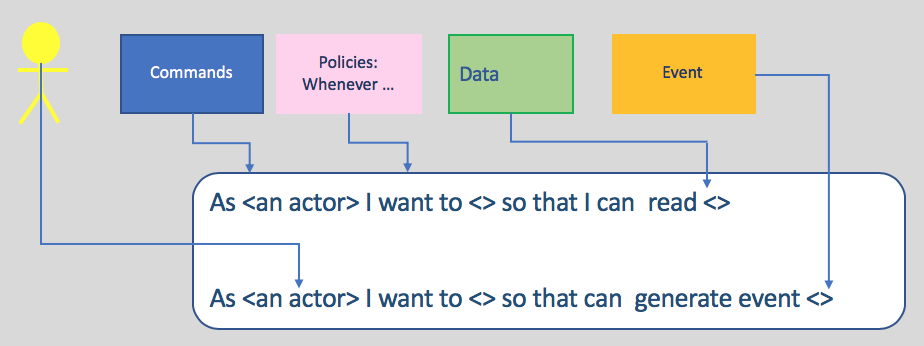 Commands
Policies:
Whenever ...
Data
Event
As <an actor> I want to <> so that I can read <>
As <an actor> I want to <> so that can generate event <>